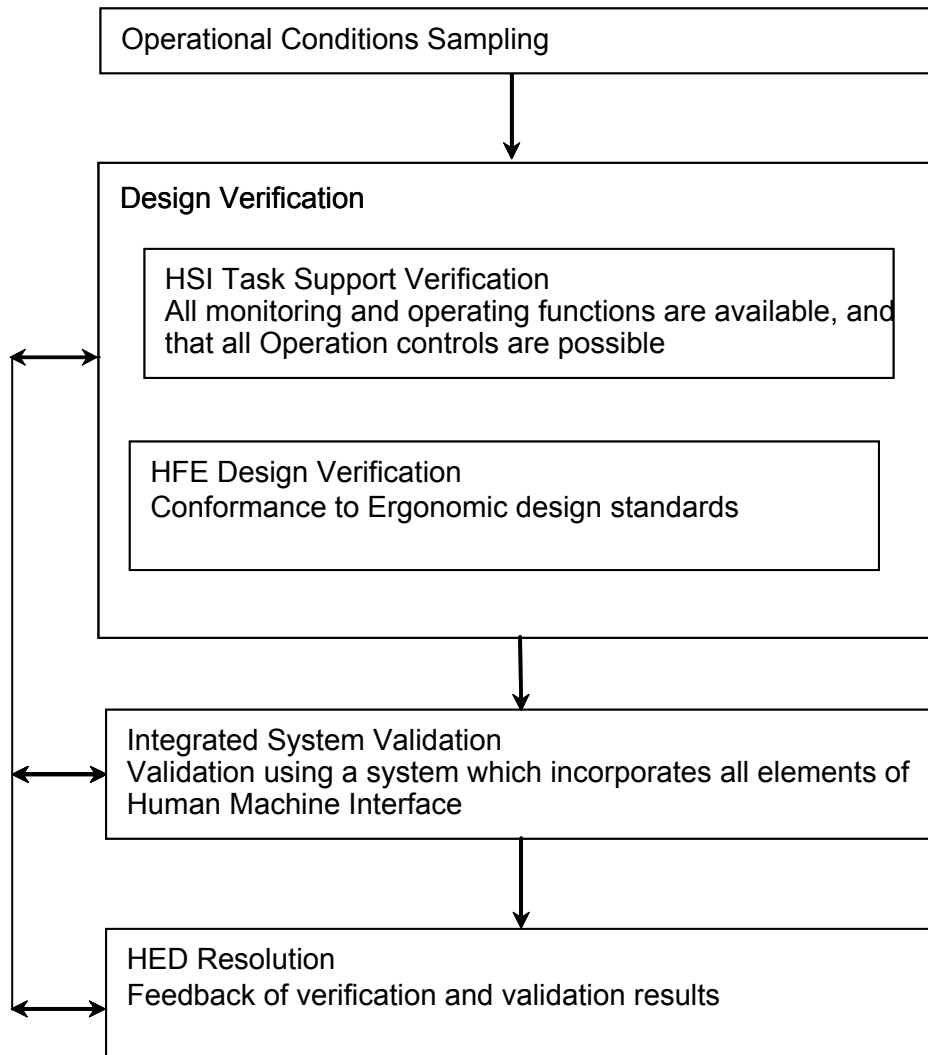 Operational Conditions Sampling
Design Verification
HSI Task Support Verification
All monitoring and operating functions are available, and
that all Operation controls are possible
HFE Design Verification
Conformance to Ergonomic design standards
Integrated System Validation
Validation using a system which incorporates all elements of
Human Machine Interface
HED Resolution
Feedback of verification and validation results